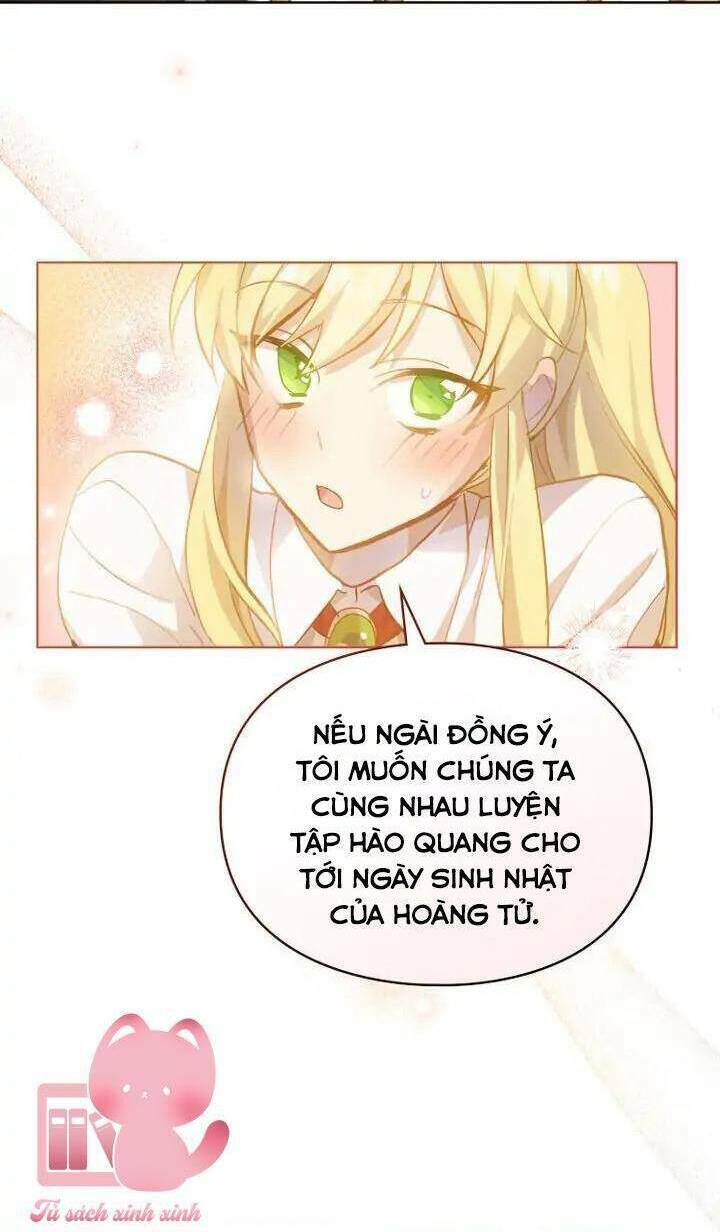 NẾU NGÀI ĐỒNG Ý,
TÔI MUỐN CHÚNG TA
CÙNG NHAU LUYỆN
TẬP HÀO QUANG CHO
TỚI NGÀY SINH NHẬT
CỦA HOÀNG TỬ.
Tủ sách xinh xinh